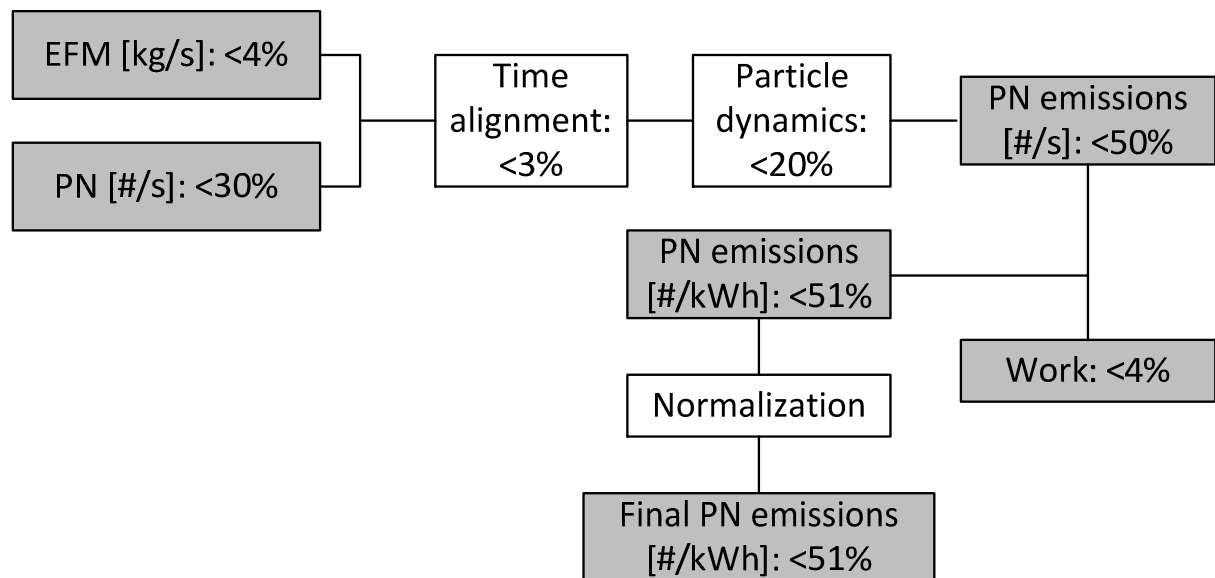 EFM [kg/s]: <4%
PN [#/s]: <30%
Time
alignment:
<3%
Particle
dynamics:
<20%
PN emissions
[#/s]: <50%
PN emissions
[#/kWh]: <51%
Work: <4%
Normalization
Final PN emissions
[#/kWh]: <51%